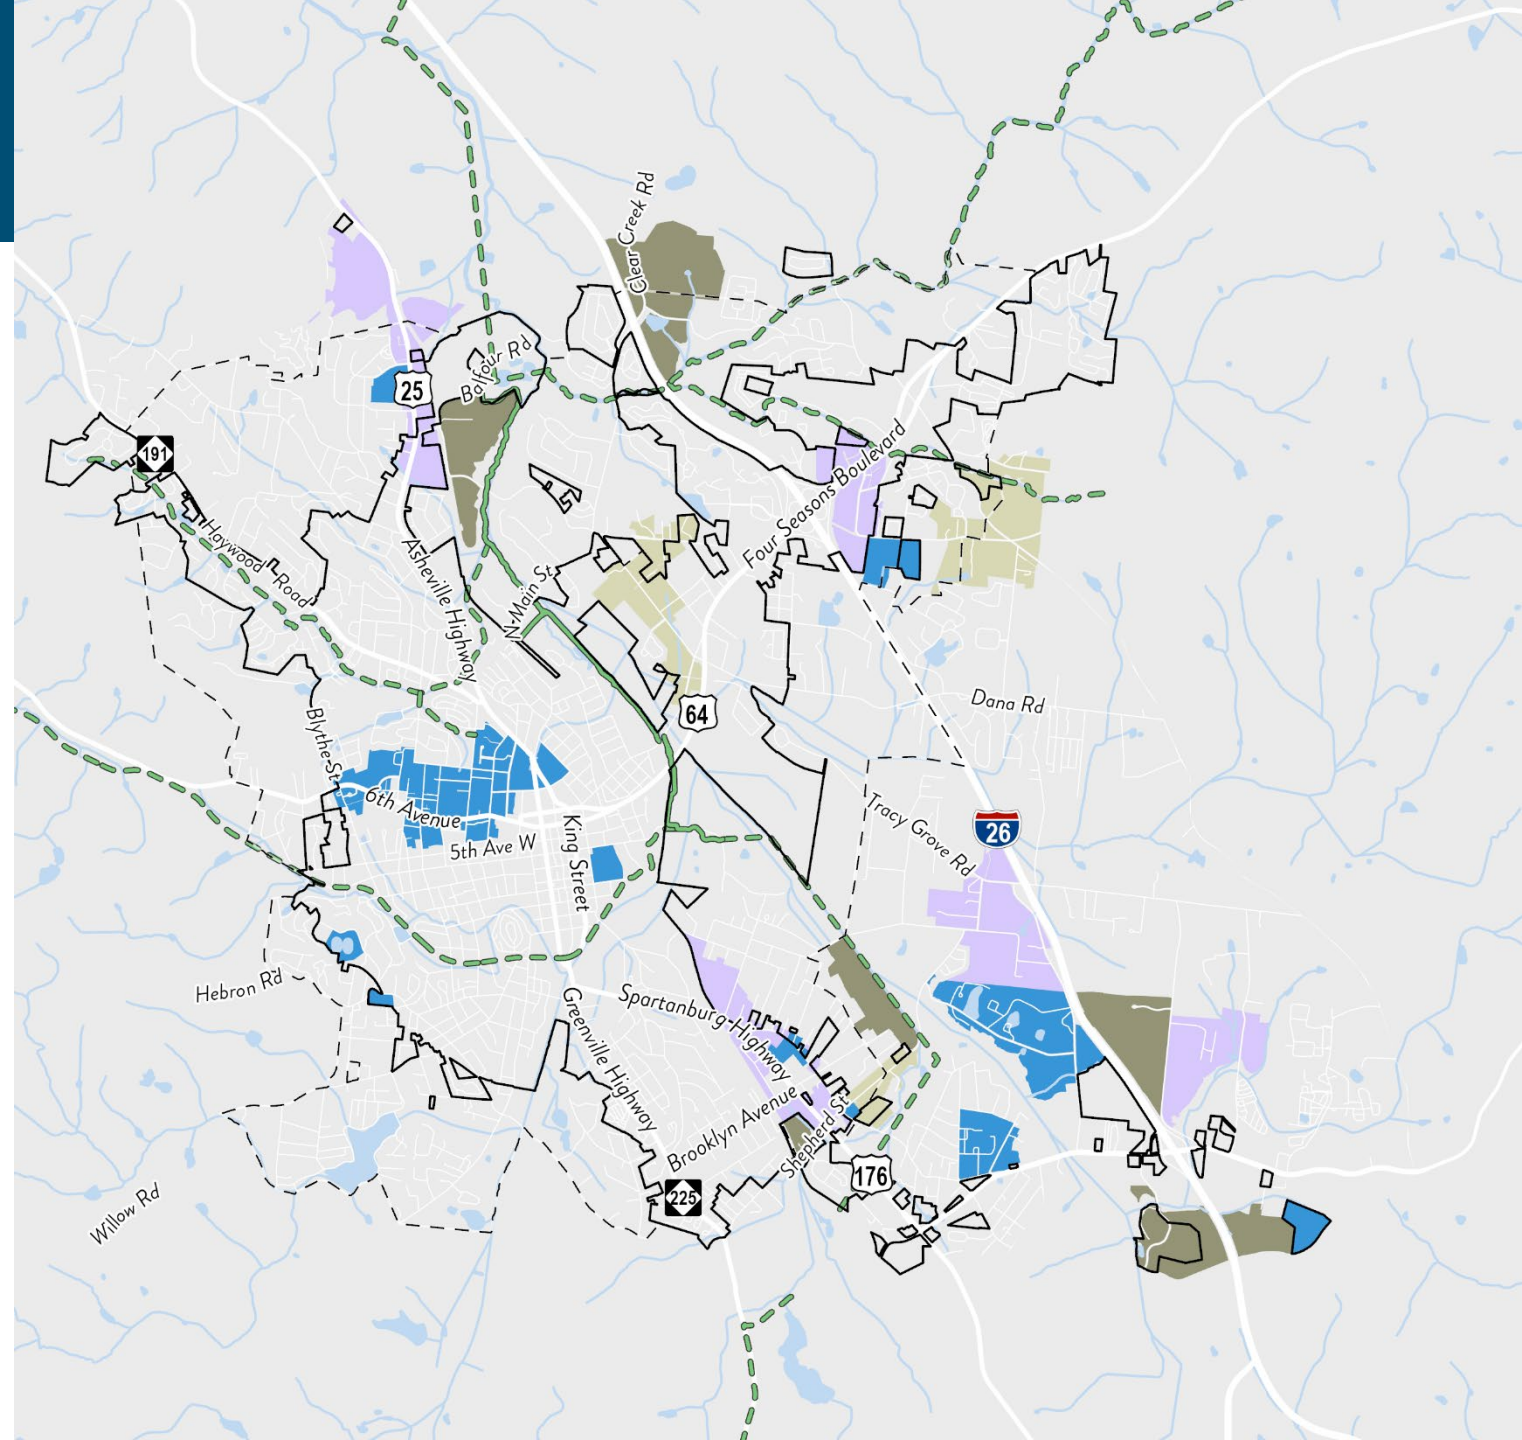 Clear Creek Rd
Balfour Rd
25
191
Four Seasons Boulevard
Haywood Road
Asheville Highway
N Main St
64
Dana Rd
Blythe St
6th Avenue
5th Ave W
King Street
Tracy Grove Rd
26
Hebron Rd
Spartanburg Highway
Greenville Highway
Brooklyn Avenue
Shepherd St
176
225
Willow Rd